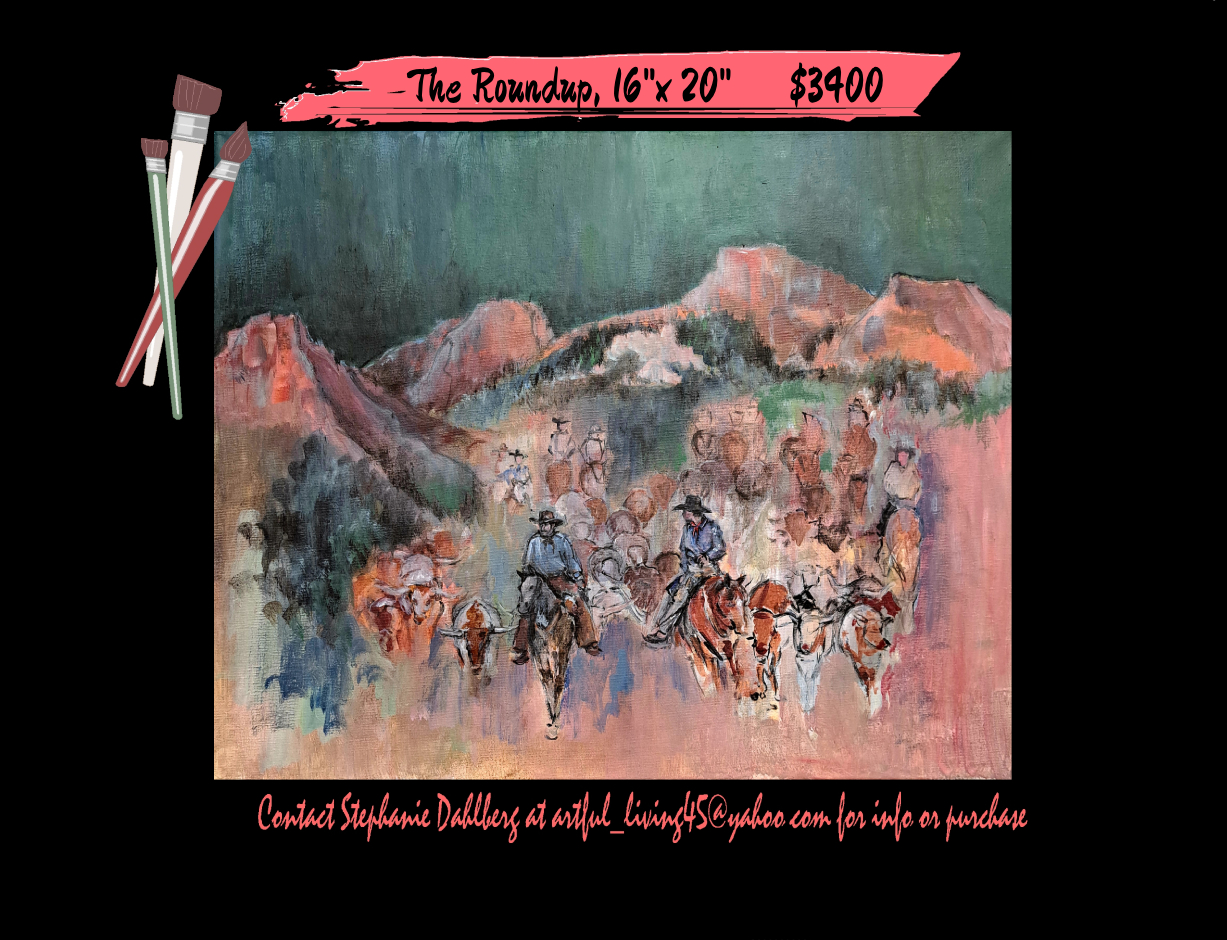 The Roundup, 16"x 20" $3400
Contact Stephanie Dahlberg at artful_living45@yahoo.com for info or purchase